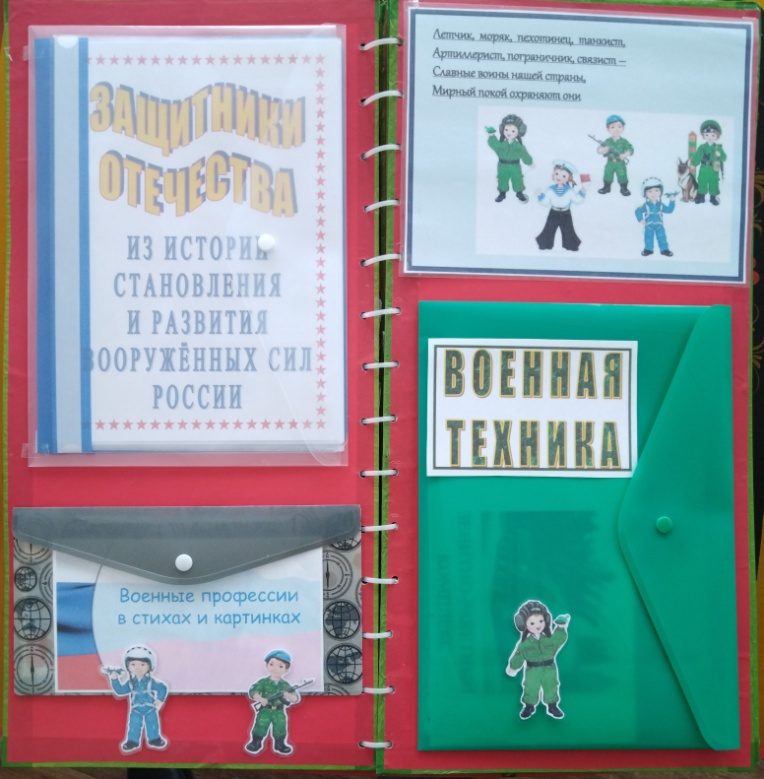 ЗАЩИТНИКИ
ОТЕЧЕСТВА
ИЗ ИСТОРИИ
СТАНОВЛЕНИЯ
И РАЗВИТИЯ
ВООРУЖЁННЫХ СИЛ
РОССИИ
Военные профессии
в стихах и картинках
Летчик, моряк, пехотинец, танкист,
Артиллерист, пограничник, связист –
Славные воины нашей страны,
Мирный покой охраняют они
ВОЕННАЯ
ТЕХНИКА